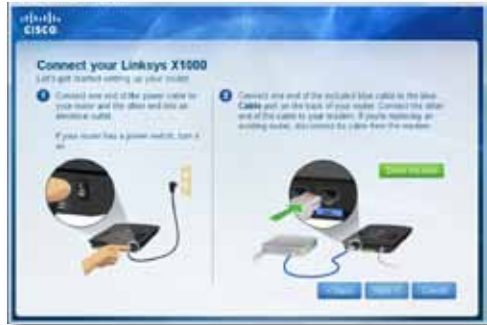 CISCO
Connect your Linksys X1000
Let's get started setting up your router.
1 Connect one end of the power cable to
your router and the other end into an
electrical outlet.
If your router has a power switch, turn it
on.
2 Connect one end of the included blue cable to the blue
Cable port on the back of your router. Connect the other
end of the cable to your modem. If you're replacing an
existing router, disconnect its cable from the modem.
Cancel